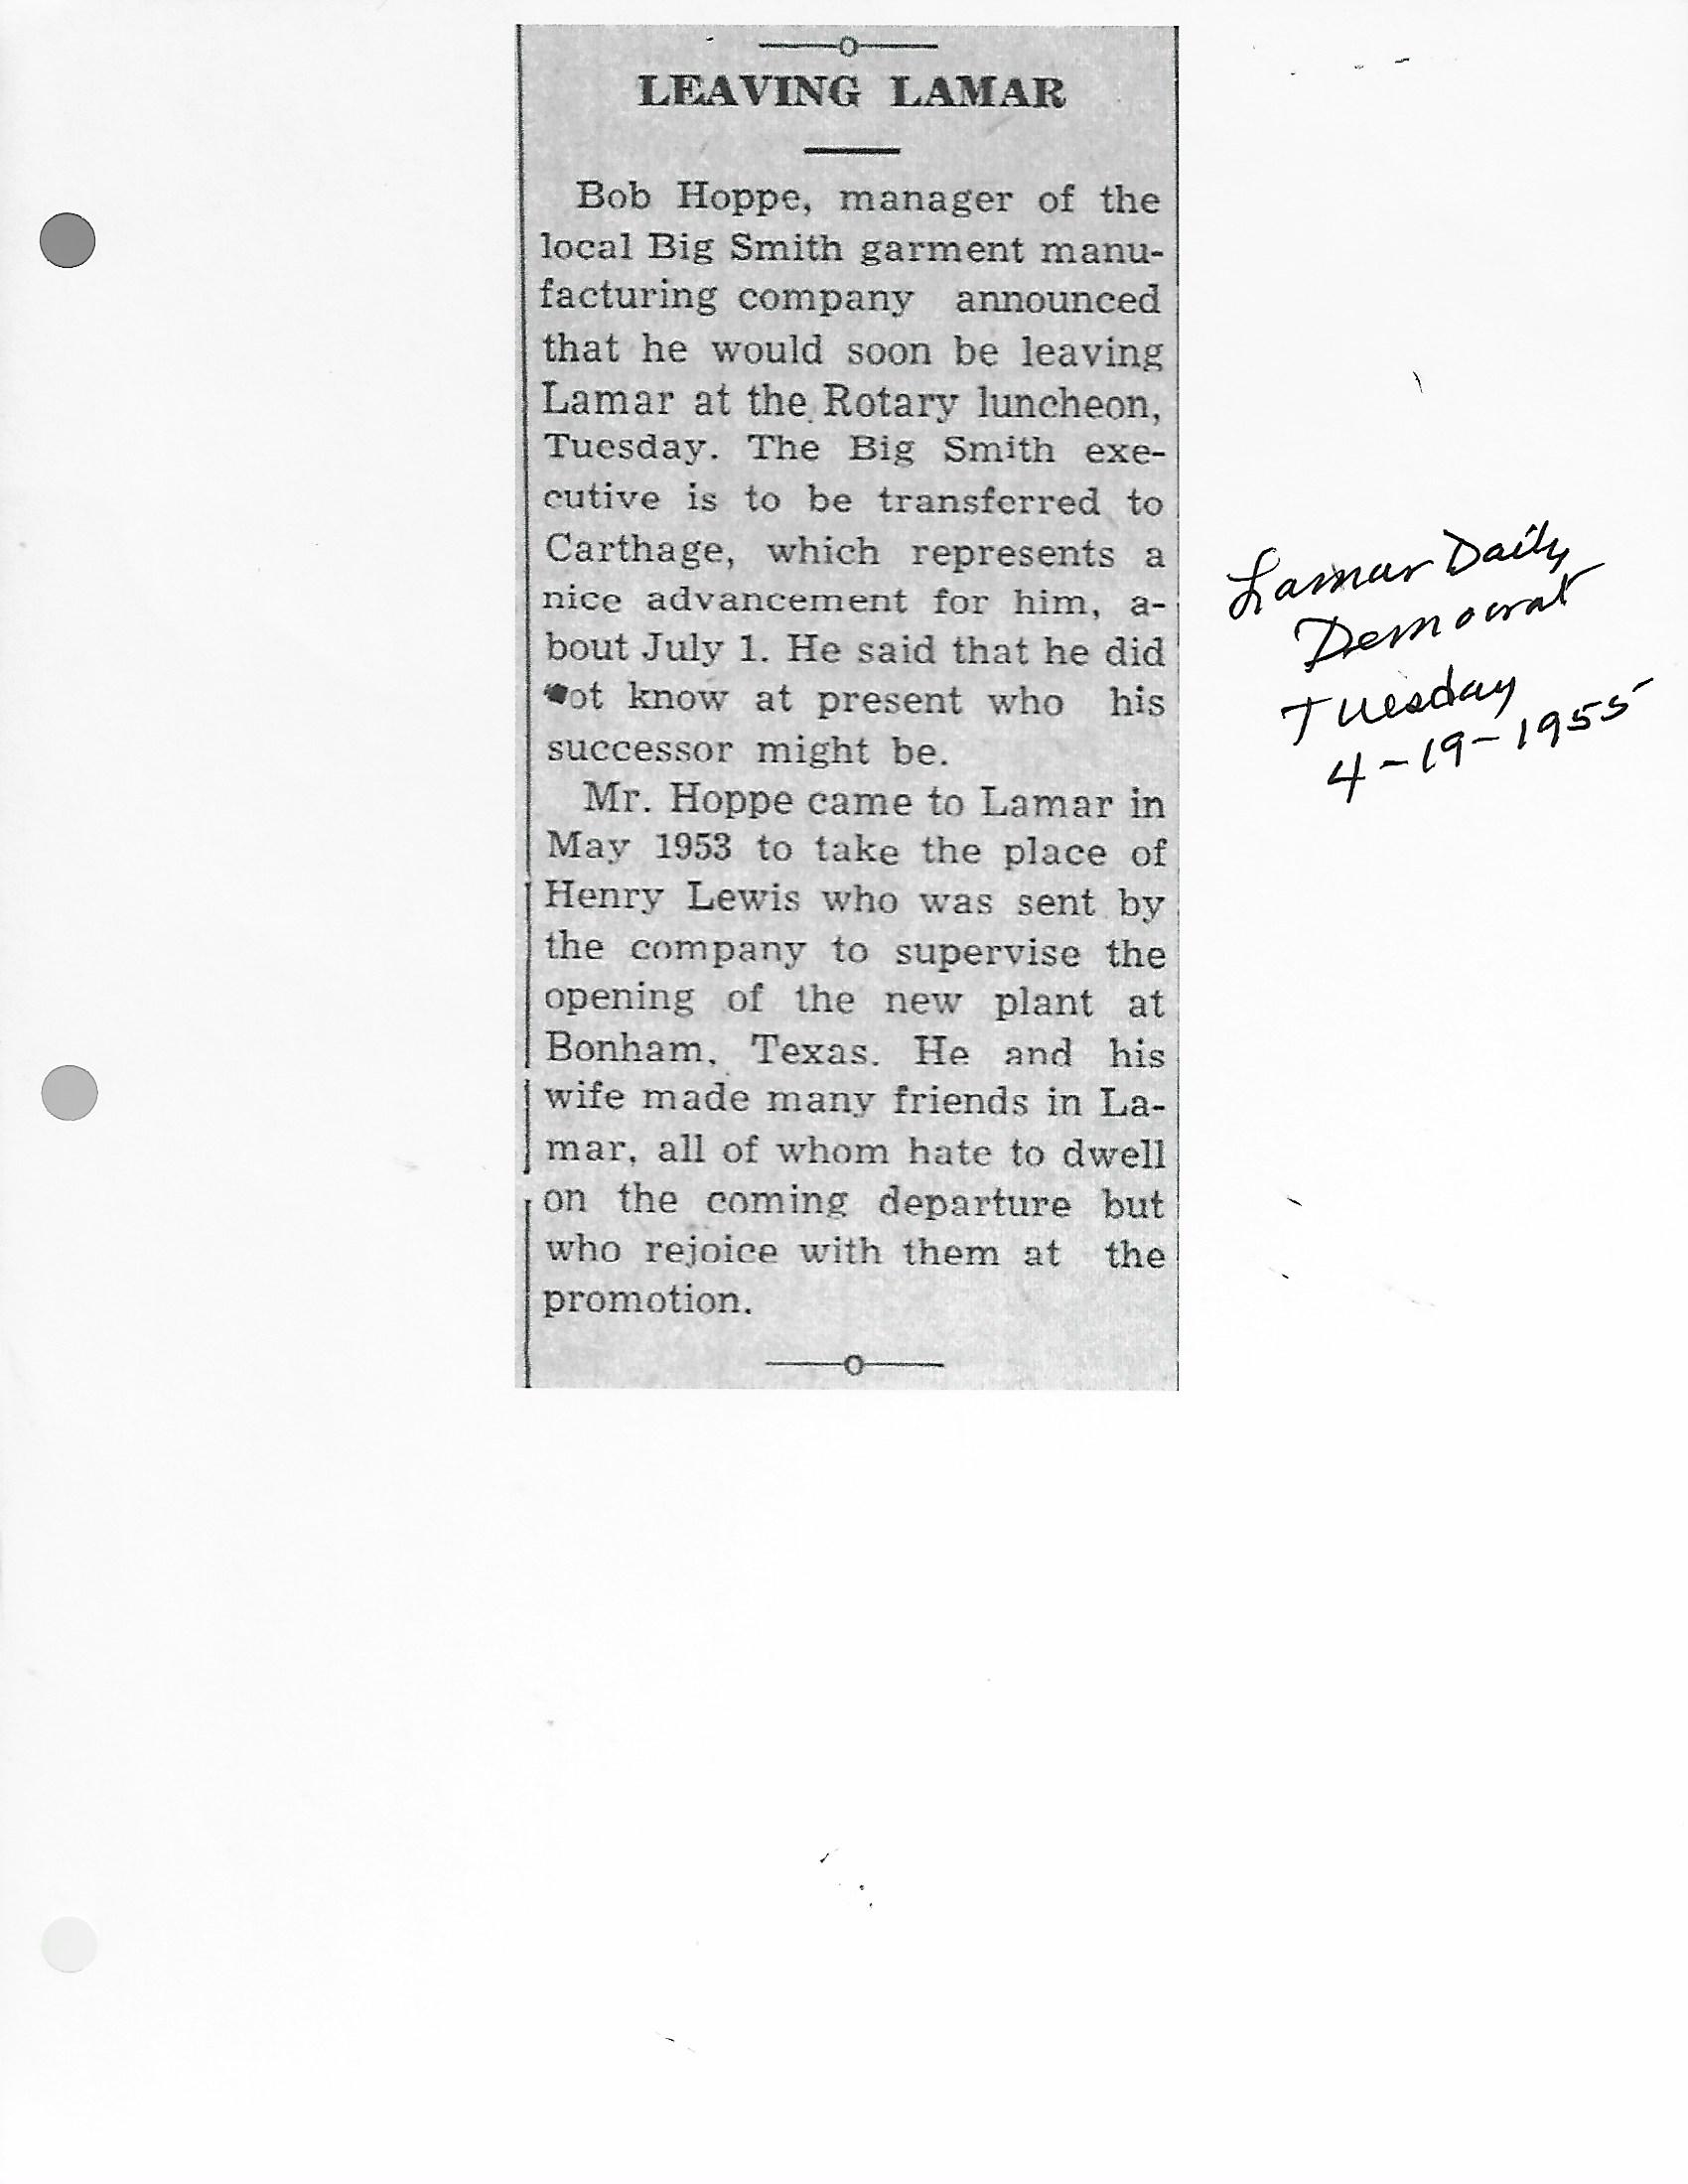 LEAVING LAMAR
Bob Hoppe, manager of the
local Big Smith garment manu-
facturing company announced
that he would soon be leaving
Lamar at the Rotary luncheon,
Tuesday. The Big Smith exe-
cutive is to be transferred to
Carthage, which represents a
nice advancement for him, a-
bout July 1. He said that he did
ot know at present who his
successor might be.
Mr. Hoppe came to Lamar in
May 1953 to take the place of
Henry Lewis who was sent by
the company to supervise the
opening of the new plant at
Bonham, Texas. He and his
wife made many friends in La-
mar, all of whom hate to dwell
on the coming departure but
who rejoice with them at the
promotion.
Lamar Daily
Democrat
Tuesday
4-19-1955